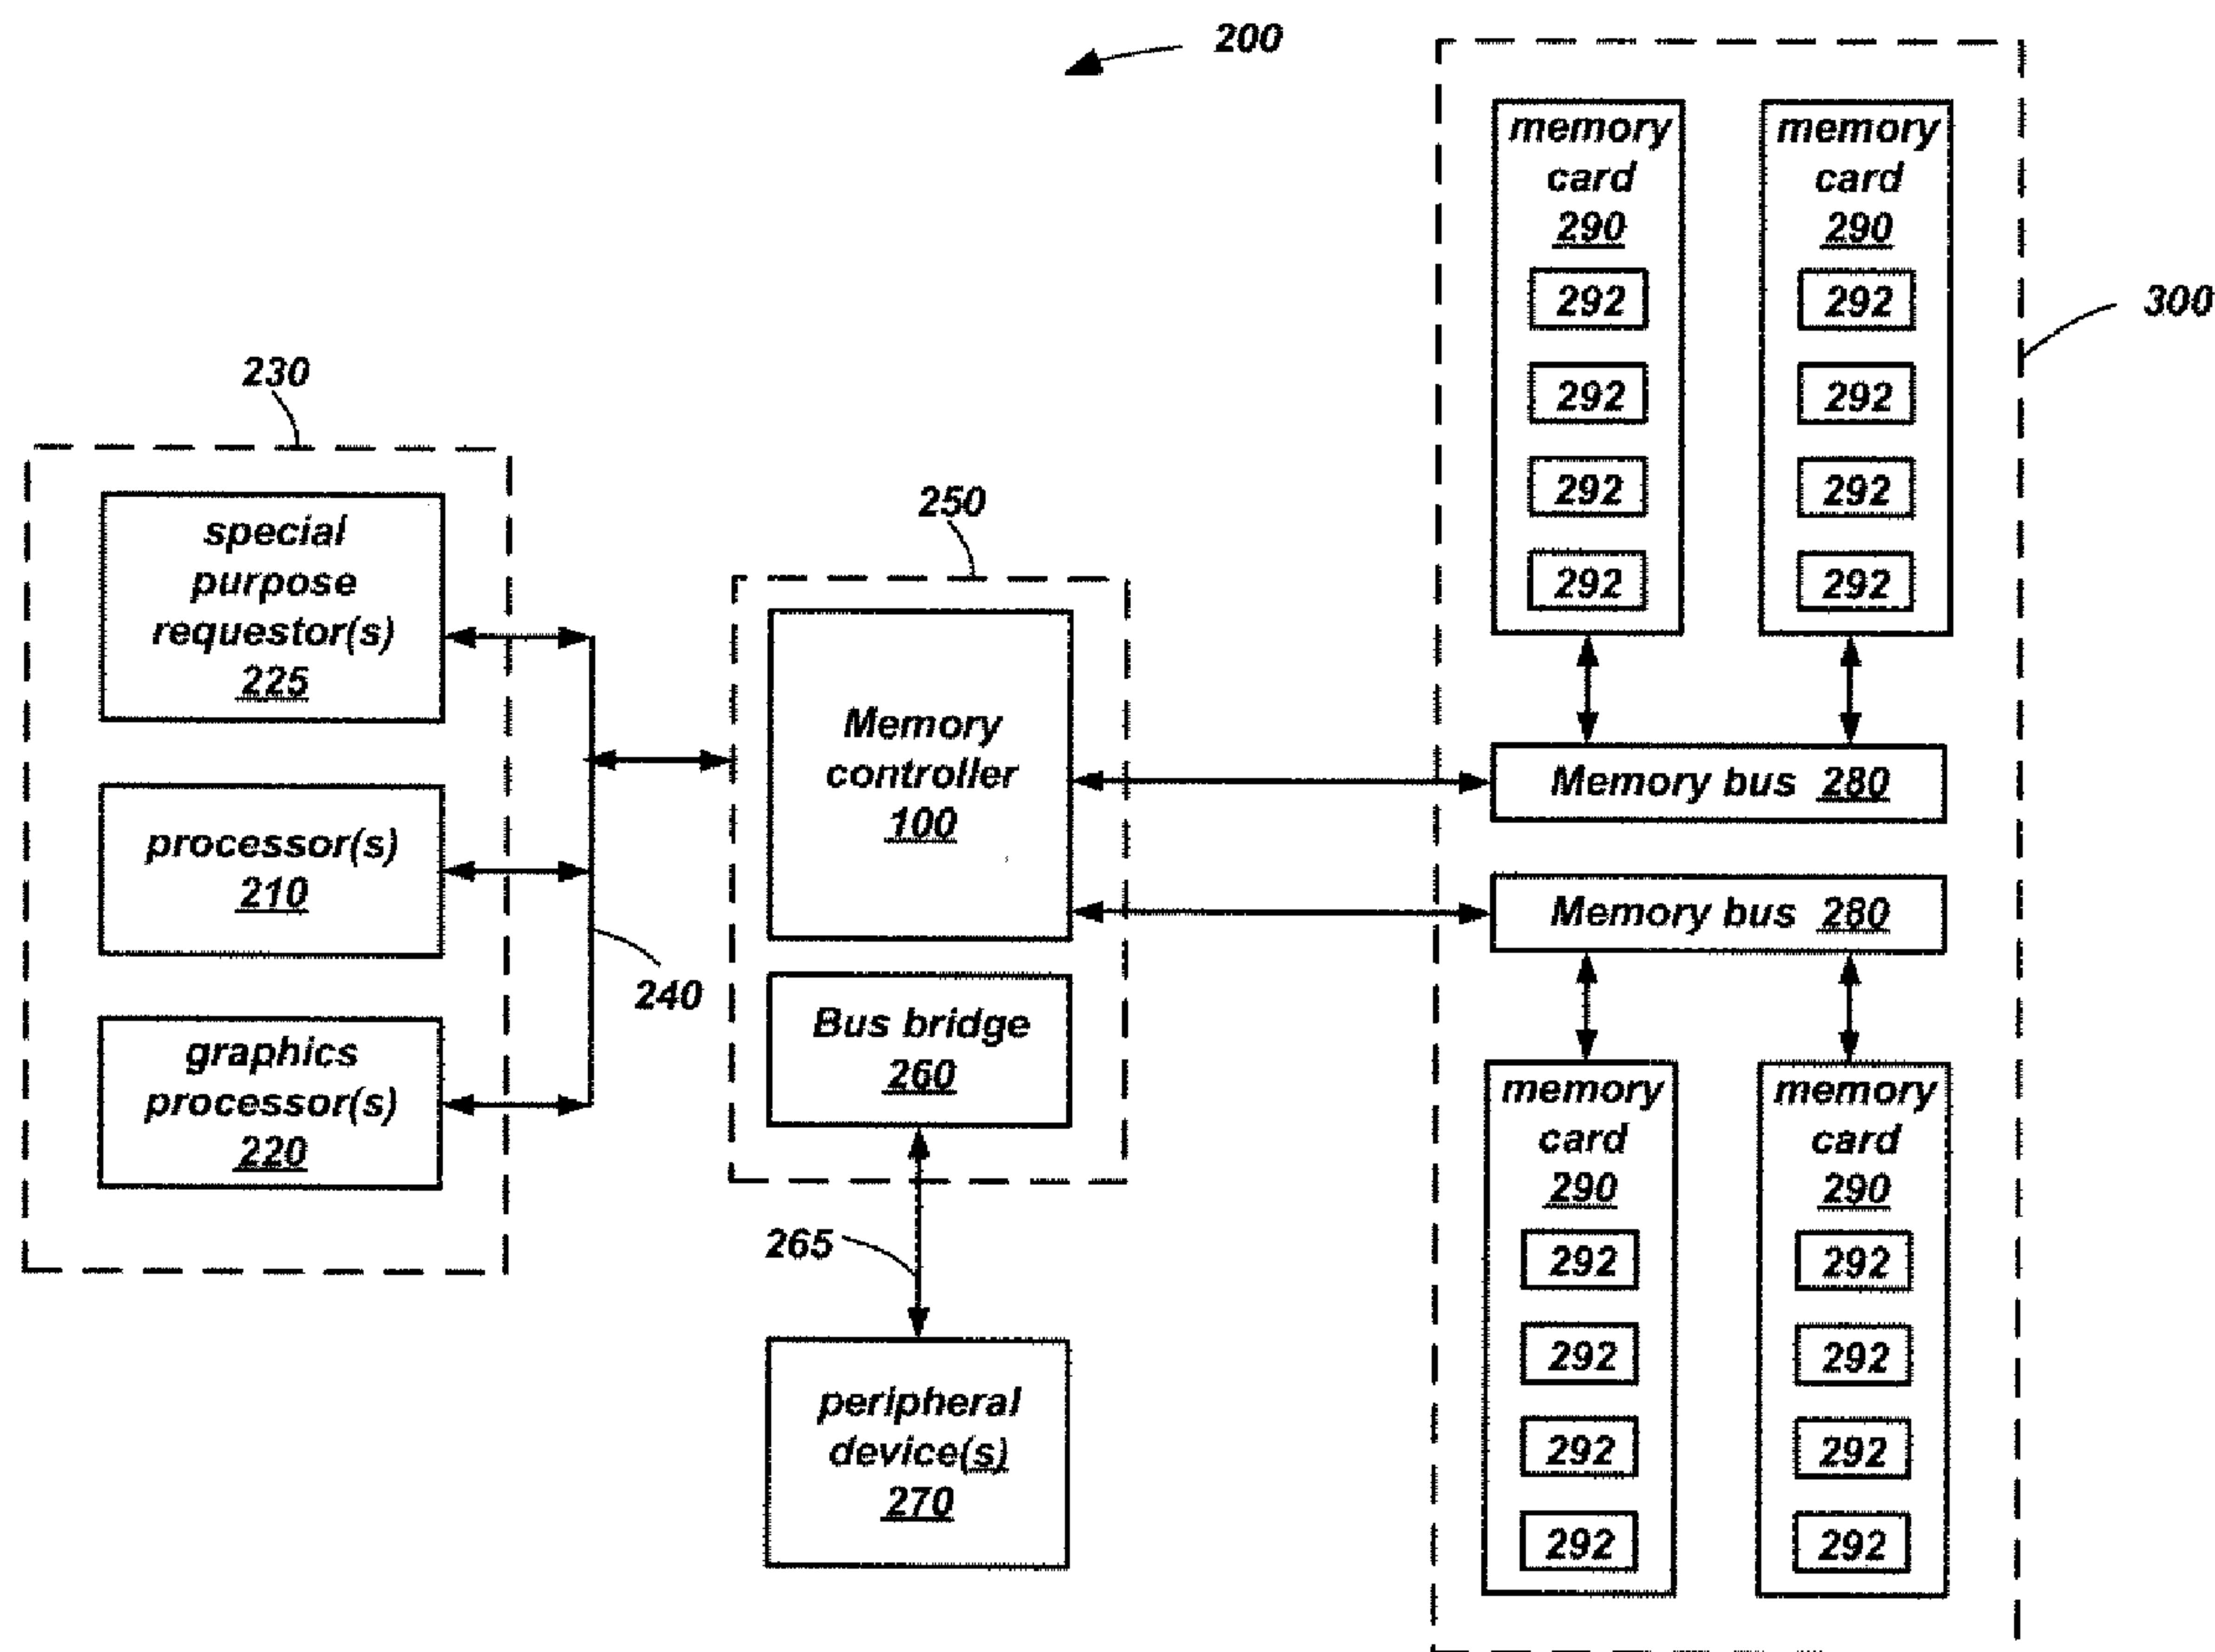 200
230
special
purpose
requestor(s)
225
processor(s)
210
graphics
processor(s)
220
240
250
Memory
controller
100
Bus bridge
260
265
peripheral
device(s)
270
300
memory
card
290
292
292
292
292
memory
card
290
292
292
292
292
Memory bus 280
Memory bus 280
memory
card
290
292
292
292
292
memory
card
290
292
292
292
292